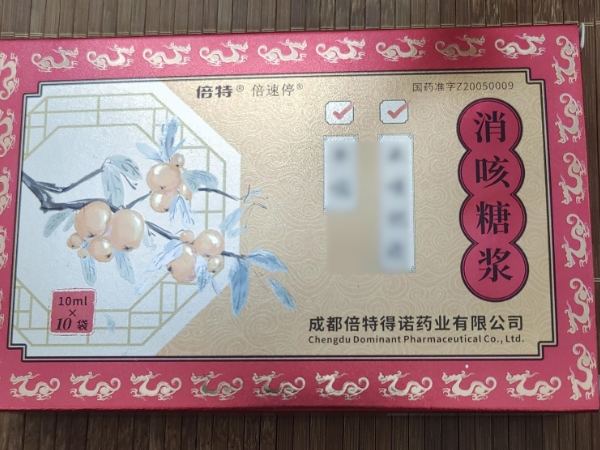 倍特® 倍速停®
国药准字Z20050009
消咳糖浆
10ml
×
10袋
成都倍特得诺药业有限公司
Chengdu Dominant Pharmaceutical Co., Ltd.